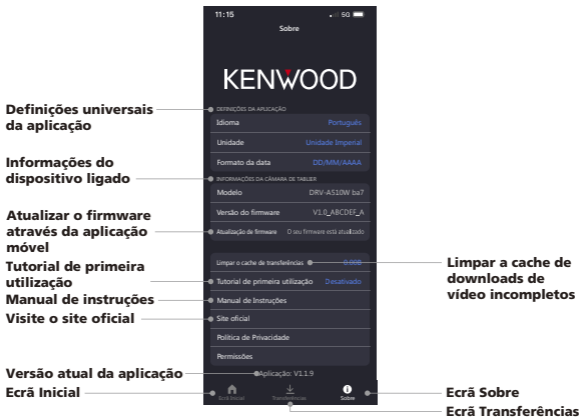 11:15
5G
Sobre
KENWOOD
Definições universais
da aplicação
DEFINIÇÕES DA APLICAÇÃO
Idioma Português
Unidade Unidade Imperial
Formato da data DD/MM/AAAA
Informações do
dispositivo ligado
INFORMAÇÕES DA CÂMARA DE TABLIER
Modelo DRV-A510W ba7
Versão do firmware V1.0_ABCDEF_A
Atualizar o firmware
através da aplicação
móvel
Atualização de firmware O seu firmware está atualizado
Limpar o cache de transferências 0.00B
Limpar a cache de
downloads de
vídeo incompletos
Tutorial de primeira
utilização
Tutorial de primeira utilização Desativado
Manual de instruções
Manual de Instruções
Visite o site oficial
Site oficial
Política de Privacidade
Permissões
Versão atual da aplicação
Aplicação: V1.1.9
Ecrã Inicial
Ecrã Inicial Transferências Sobre
Ecrã Sobre
Ecrã Transferências